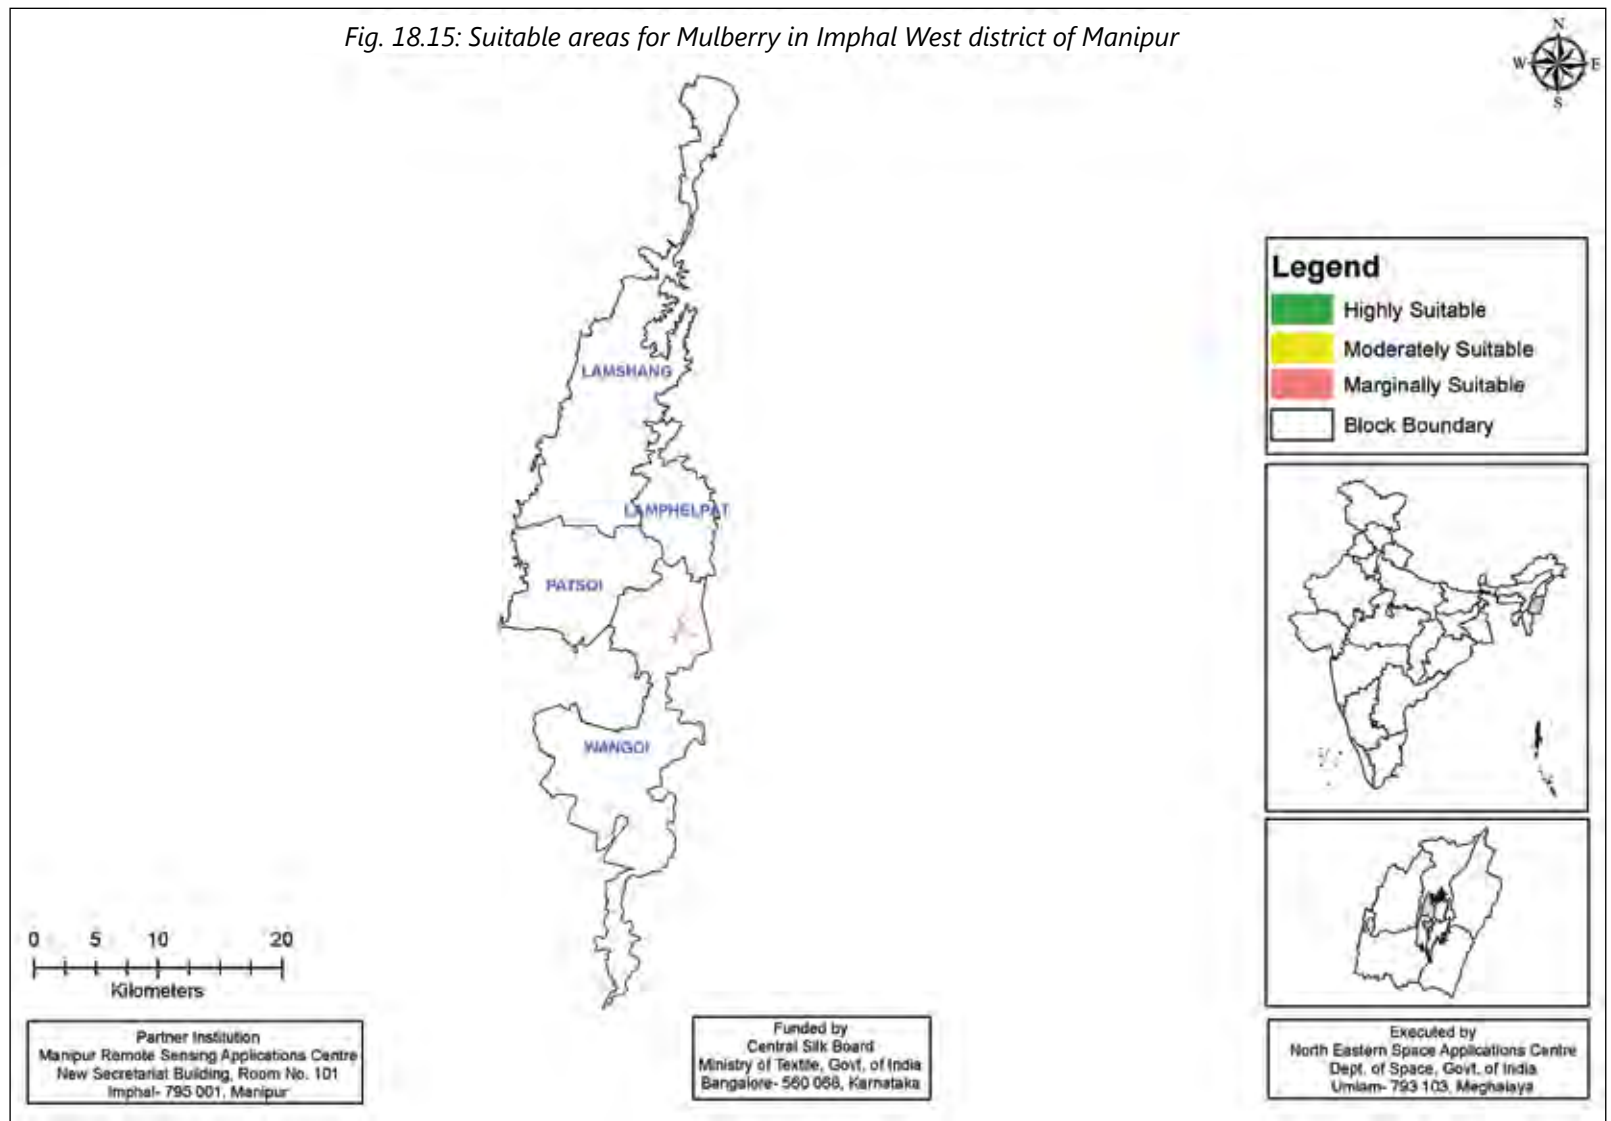 Fig. 18.15: Suitable areas for Mulberry in Imphal West district of Manipur
N
W E
S
Legend
Highly Suitable
Moderately Suitable
Marginally Suitable
Block Boundary
LAMSHANG
LAMPHELPAT
PATSOI
WANGOI
0 5 10 20
Kilometers
Partner Institution
Manipur Remote Sensing Applications Centre
New Secretariat Building, Room No. 101
Imphal- 795 001, Manipur
Funded by
Central Silk Board
Ministry of Textile, Govt. of India
Bangalore- 560 068, Karnataka
Executed by
North Eastern Space Applications Centre
Dept. of Space, Govt. of India
Umiam- 793 103, Meghalaya